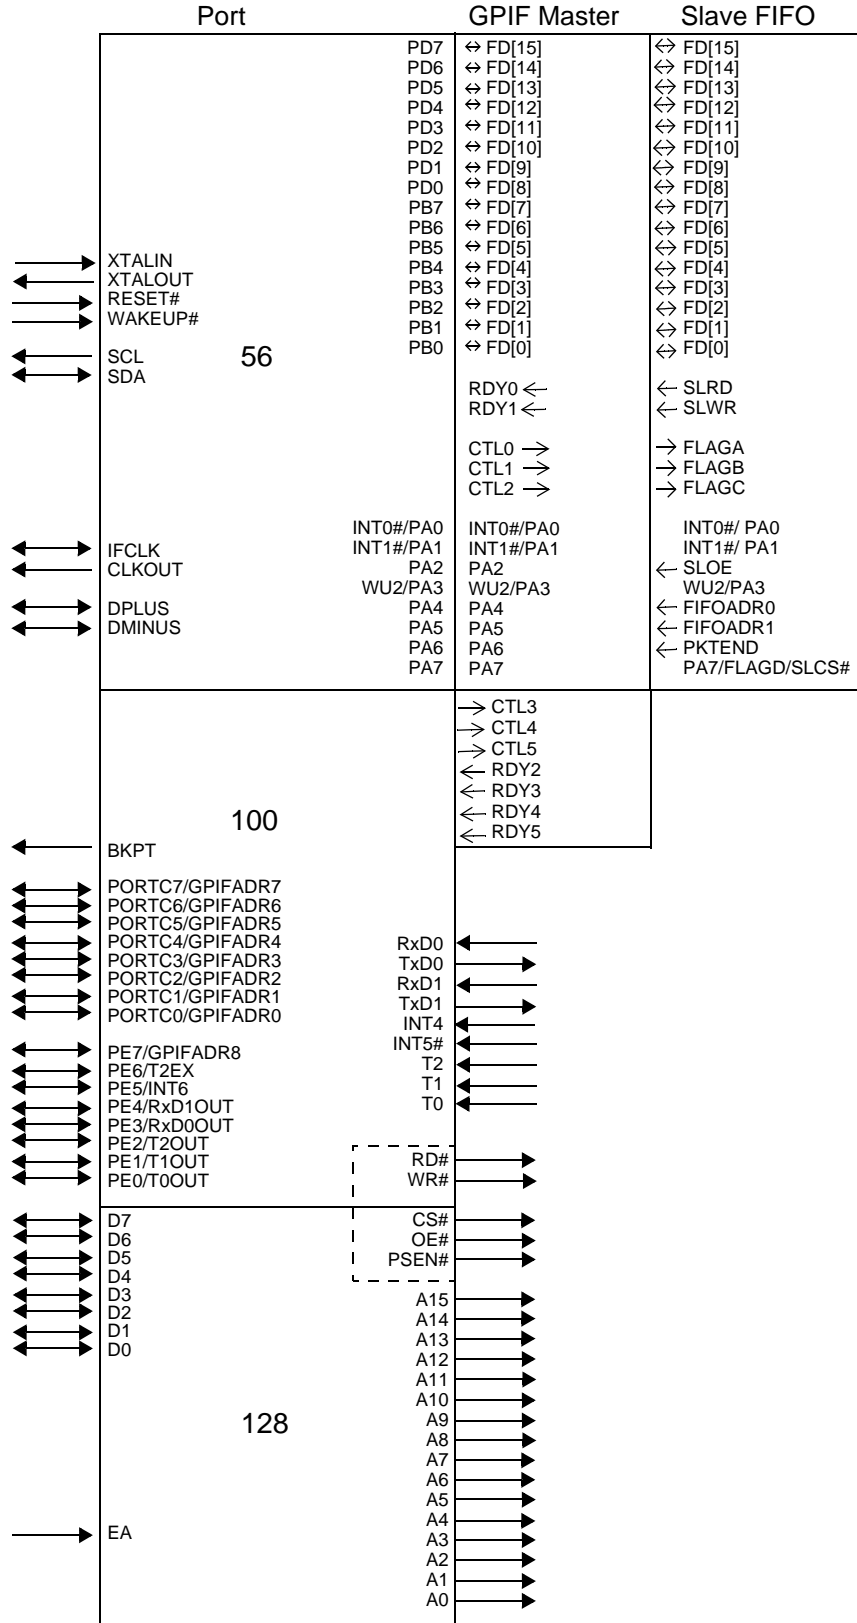 Port GPIF Master Slave FIFO
PD7 FD[15] FD[15]
PD6 FD[14] FD[14]
PD5 FD[13] FD[13]
PD4 FD[12] FD[12]
PD3 FD[11] FD[11]
PD2 FD[10] FD[10]
PD1 FD[9] FD[9]
PD0 FD[8] FD[8]
PB7 FD[7] FD[7]
PB6 FD[6] FD[6]
PB5 FD[5] FD[5]
XTALIN PB4 FD[4] FD[4]
XTALOUT PB3 FD[3] FD[3]
RESET# PB2 FD[2] FD[2]
WAKEUP# PB1 FD[1] FD[1]
SCL 56 PB0 FD[0] FD[0]
SDA
RDY0 SLRD
RDY1 SLWR
CTL0 FLAGA
CTL1 FLAGB
CTL2 FLAGC
INT0#/PA0 INT0#/PA0 INT0#/ PA0
IFCLK INT1#/PA1 INT1#/PA1 INT1#/ PA1
CLKOUT PA2 PA2 SLOE
WU2/PA3 WU2/PA3 WU2/PA3
DPLUS PA4 PA4 FIFOADR0
DMINUS PA5 PA5 FIFOADR1
PA6 PA6 PKTEND
PA7 PA7 PA7/FLAGD/SLCS#
CTL3
CTL4
CTL5
RDY2
RDY3
100 RDY4
RDY5
BKPT
PORTC7/GPIFADR7
PORTC6/GPIFADR6
PORTC5/GPIFADR5
PORTC4/GPIFADR4 RxD0
PORTC3/GPIFADR3 TxD0
PORTC2/GPIFADR2 RxD1
PORTC1/GPIFADR1 TxD1
PORTC0/GPIFADR0 INT4
INT5#
PE7/GPIFADR8 T2
PE6/T2EX
PE5/INT6 T1
PE4/RxD1OUT T0
PE3/RxD0OUT
PE2/T2OUT
PE1/T1OUT RD#
PE0/T0OUT WR#
D7 CS#
D6 OE#
D5 PSEN#
D4
D3 A15
D2 A14
D1 A13
D0 A12
A11
A10
128 A9
A8
A7
A6
A5
A4
EA A3
A2
A1
A0